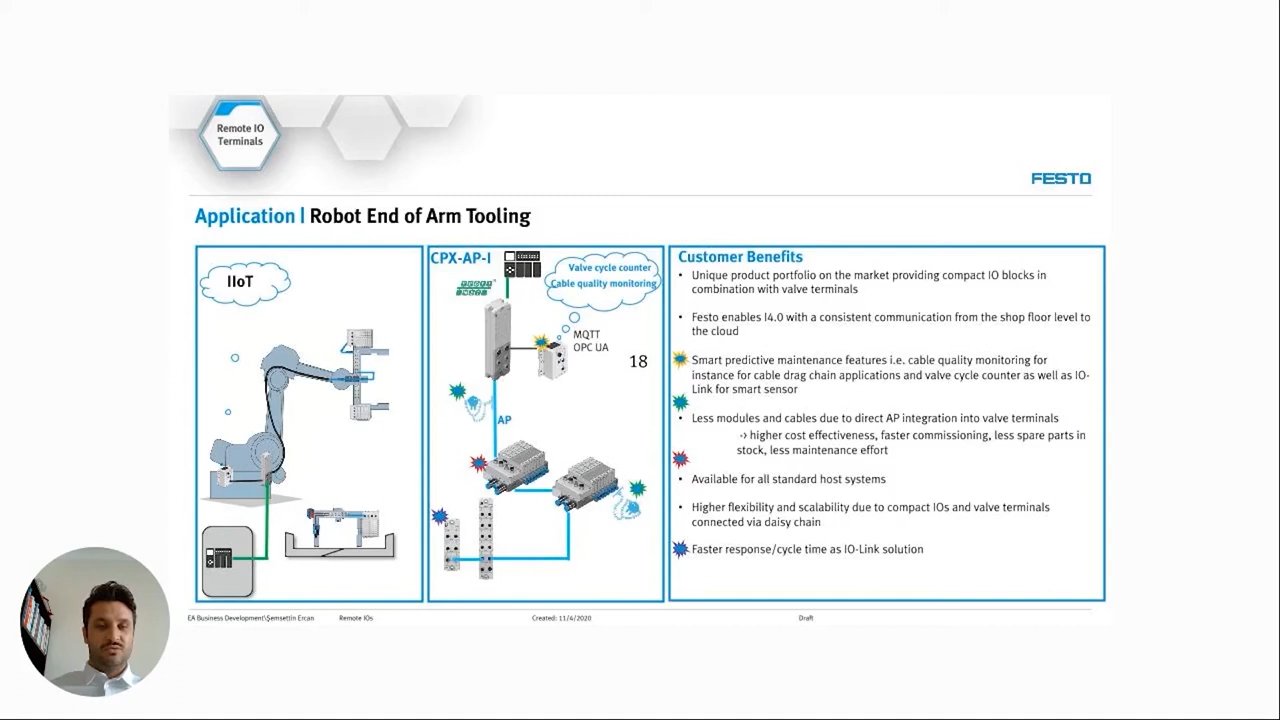 Remote IO
Terminals
FESTO
Application | Robot End of Arm Tooling
IIoT
CPX-AP-I
Valve cycle counter
Cable quality monitoring
MQTT
OPC UA
18
AP
Customer Benefits
• Unique product portfolio on the market providing compact IO blocks in
combination with valve terminals
• Festo enables I4.0 with a consistent communication from the shop floor level to
the cloud
Smart predictive maintenance features i.e. cable quality monitoring for
instance for cable drag chain applications and valve cycle counter as well as IO-
Link for smart sensor
• Less modules and cables due to direct AP integration into valve terminals
-> higher cost effectiveness, faster commissioning, less spare parts in
stock, less maintenance effort
• Available for all standard host systems
• Higher flexibility and scalability due to compact IOs and valve terminals
connected via daisy chain
Faster response/cycle time as IO-Link solution
EA Business Development\Şemsettin Ercan
Remote IOs
Created: 11/4/2020
Draft